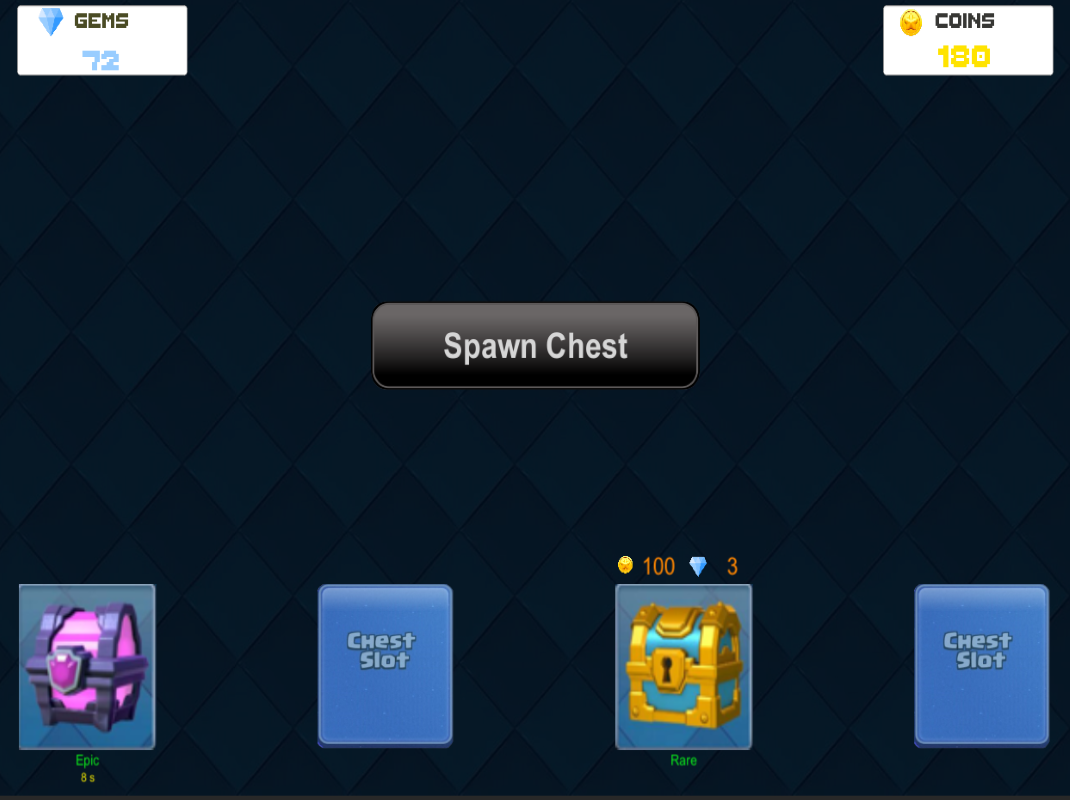 GEMS
72
COINS
180
Spawn Chest
100 3
Chest
Slot
Chest
Slot
Epic
8 s
Rare